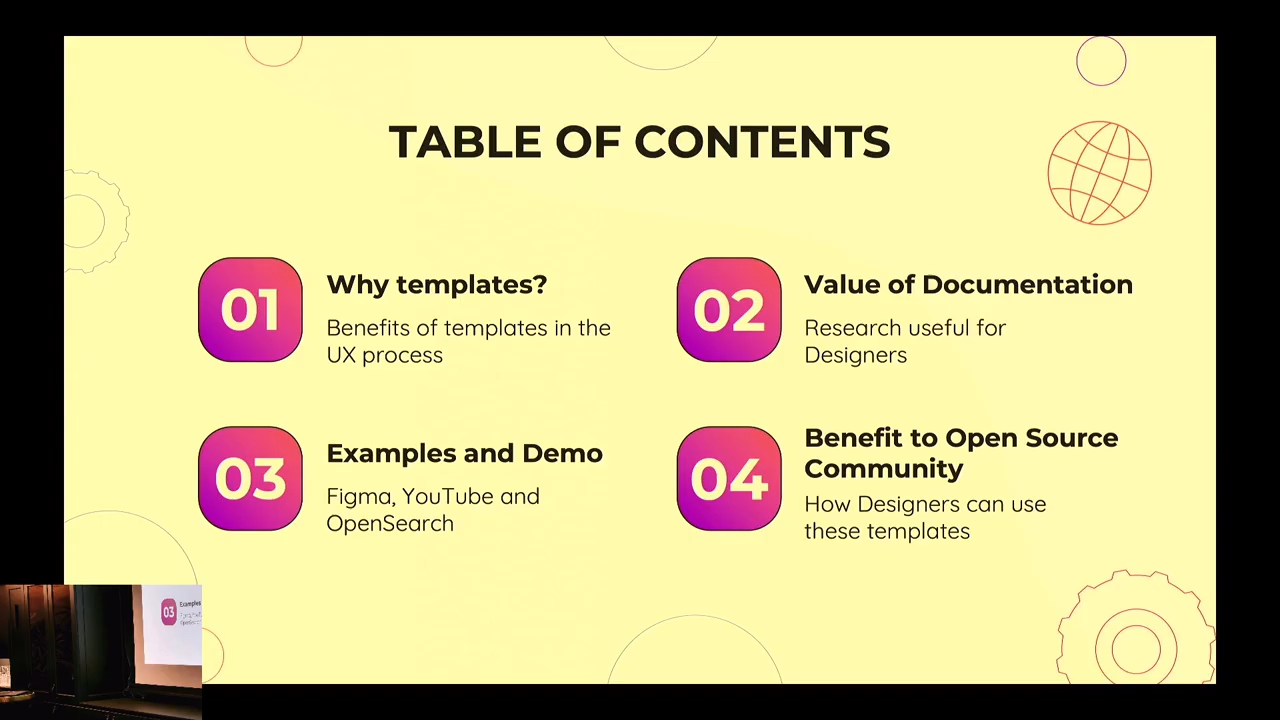 TABLE OF CONTENTS
01
Why templates?
Benefits of templates in the
UX process
02
Value of Documentation
Research useful for
Designers
03
Examples and Demo
Figma, YouTube and
OpenSearch
04
Benefit to Open Source
Community
How Designers can use
these templates
03
Examples